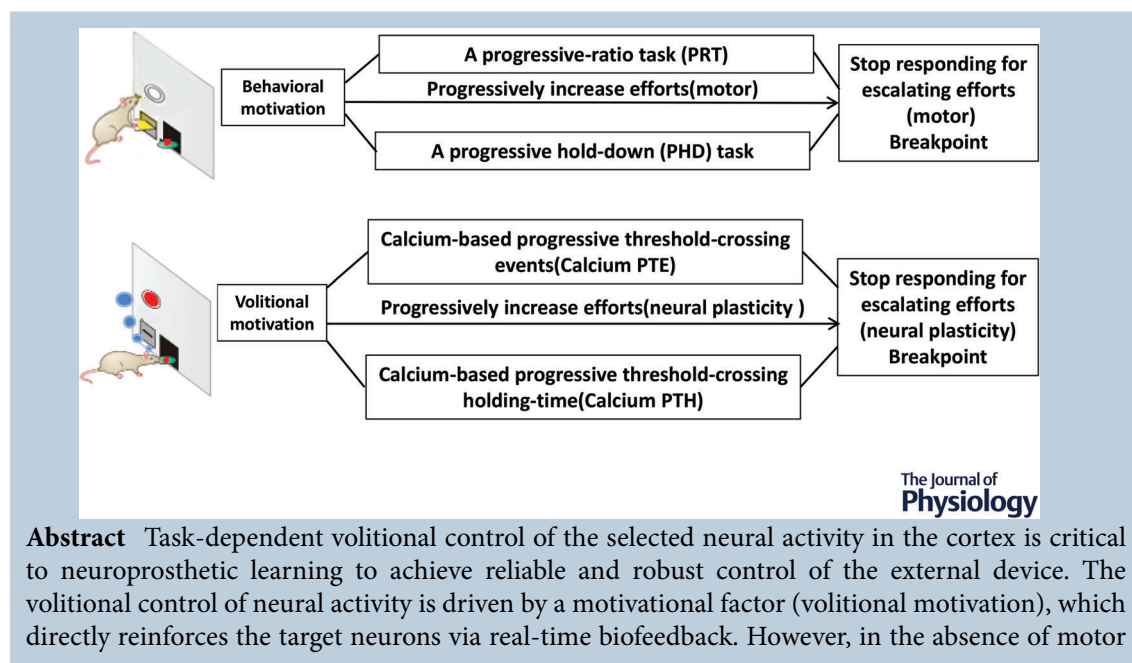 A progressive-ratio task (PRT)
Behavioral
motivation
Progressively increase efforts(motor)
A progressive hold-down (PHD) task
Stop responding for
escalating efforts
(motor)
Breakpoint
Calcium-based progressive threshold-crossing
events(Calcium PTE)
Volitional
motivation
Progressively increase efforts(neural plasticity )
Calcium-based progressive threshold-crossing
holding-time(Calcium PTH)
Stop responding for
escalating efforts
(neural plasticity)
Breakpoint
The Journal of
Physiology
Abstract Task-dependent volitional control of the selected neural activity in the cortex is critical
to neuroprosthetic learning to achieve reliable and robust control of the external device. The
volitional control of neural activity is driven by a motivational factor (volitional motivation), which
directly reinforces the target neurons via real-time biofeedback. However, in the absence of motor